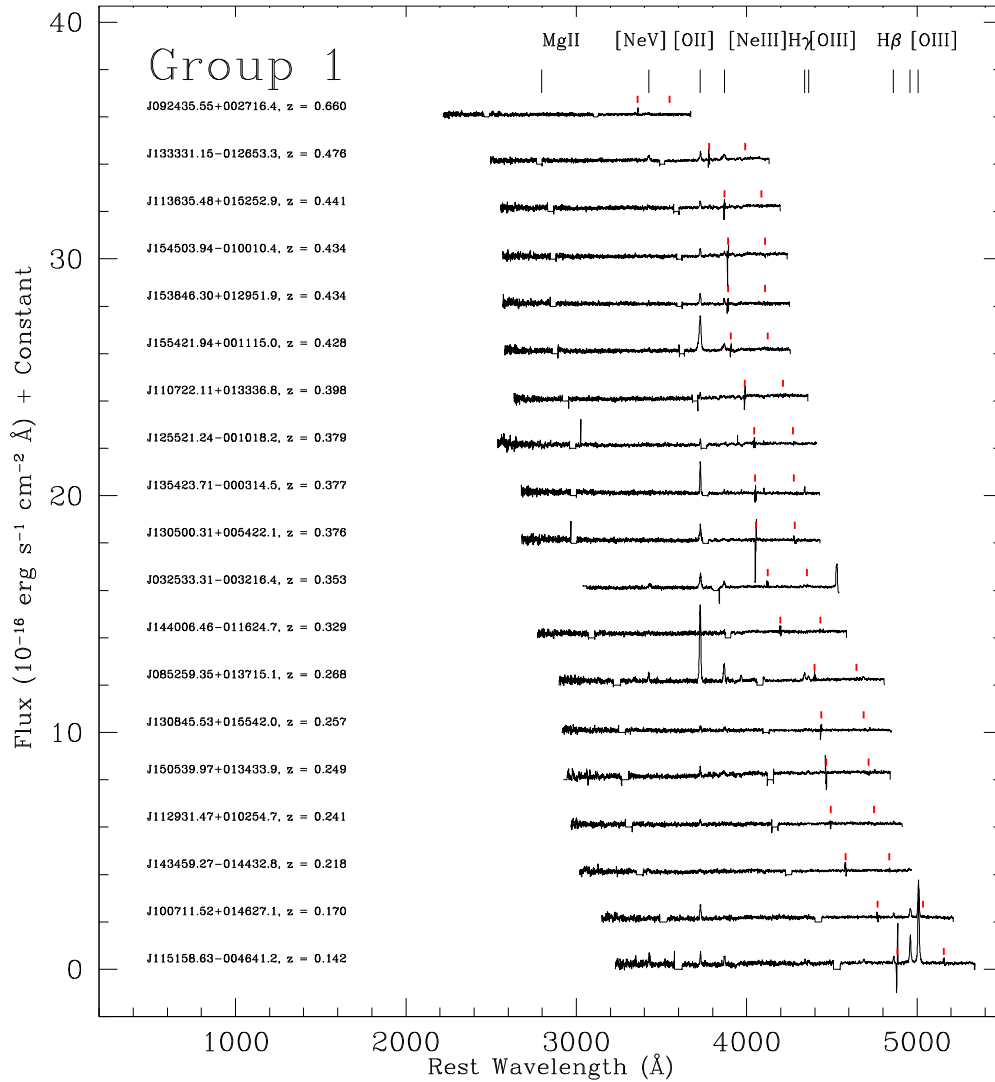 40
MgII [NeV] [OII] [NeIII] Hγ [OIII] Hβ [OIII]
Group 1
J092435.55+002716.4, z = 0.660
J133331.15−012653.3, z = 0.476
J113635.48+015252.9, z = 0.441
J154503.94−010010.4, z = 0.434
30
J153846.30+012951.9, z = 0.434
J155421.94+001115.0, z = 0.428
J110722.11+013336.8, z = 0.398
J125521.24−001018.2, z = 0.379
J135423.71−000314.5, z = 0.377
20
J130500.31+005422.1, z = 0.376
J032533.31−003216.4, z = 0.353
J144006.46−011624.7, z = 0.329
J085259.35+013715.1, z = 0.268
J130845.53+015542.0, z = 0.257
10
J150539.97+013433.9, z = 0.249
J112931.47+010254.7, z = 0.241
J143459.27−014432.8, z = 0.218
J100711.52+014627.1, z = 0.170
J115158.63−004641.2, z = 0.142
0
Flux (10⁻¹⁶ erg s⁻¹ cm⁻² Å) + Constant
1000 2000 3000 4000 5000
Rest Wavelength (Å)